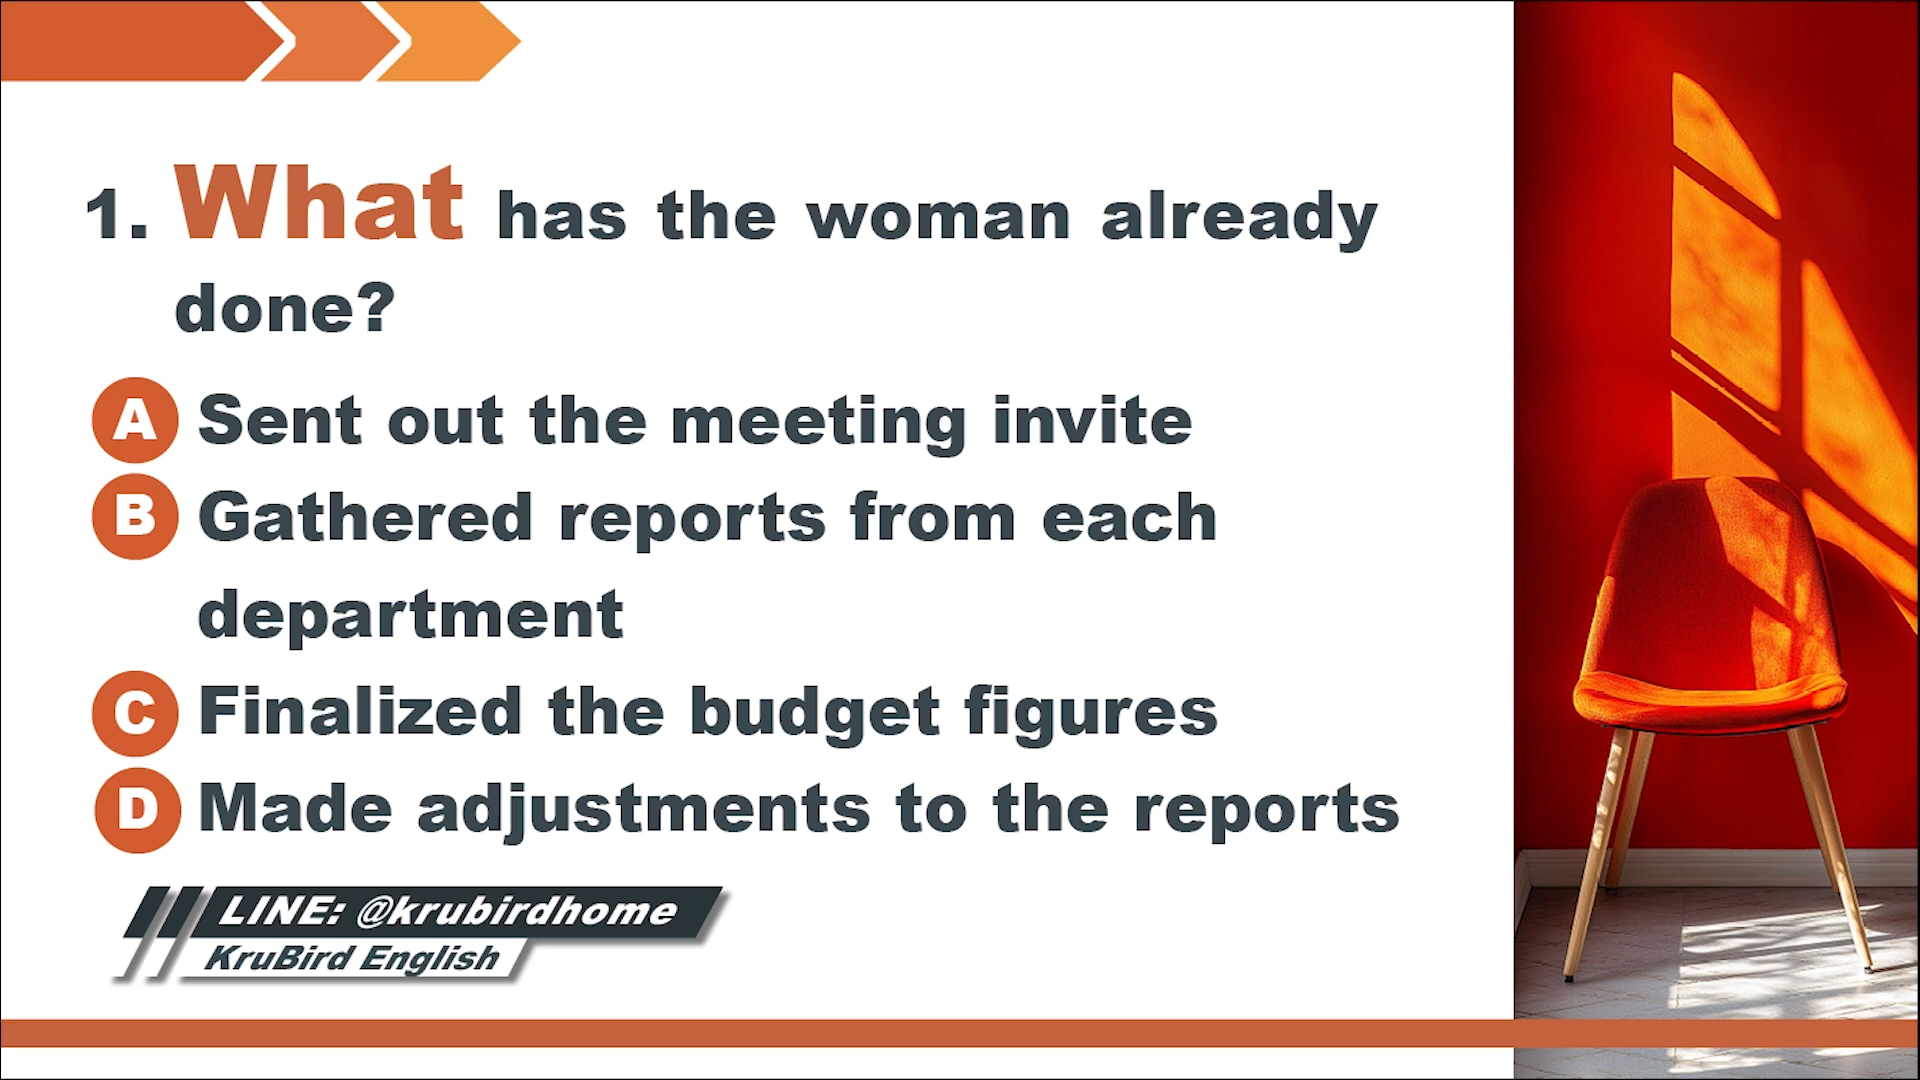 1. What has the woman already
done?
A Sent out the meeting invite
B Gathered reports from each
department
C Finalized the budget figures
D Made adjustments to the reports
LINE: @krubirdhome
KruBird English